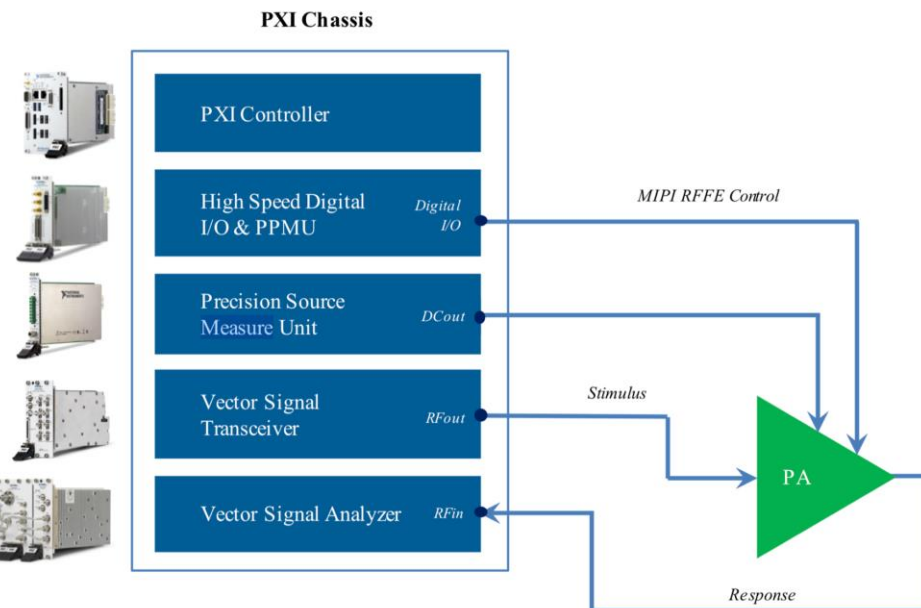 PXI Chassis
PXI Controller
High Speed Digital
I/O & PPMU
Digital
I/O
MIPI RFFE Control
Precision Source
Measure Unit
DCout
Vector Signal
Transceiver
RFout
Stimulus
PA
Vector Signal Analyzer
RFin
Response